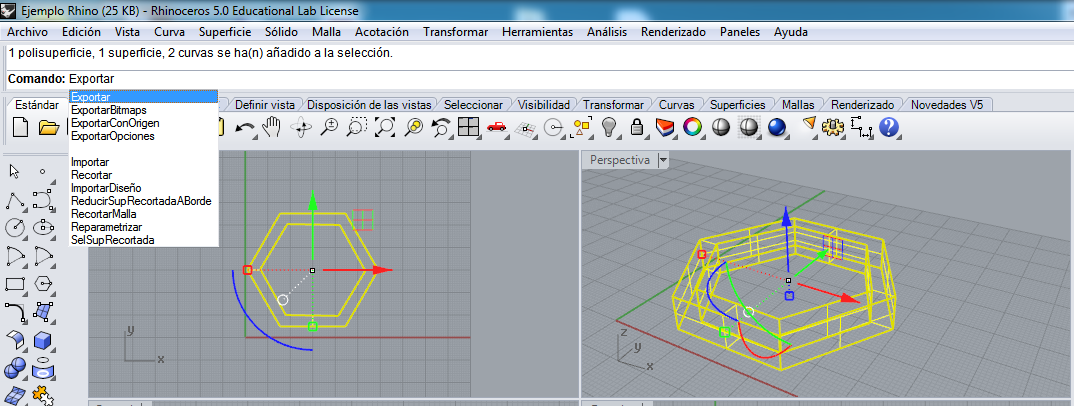 Ejemplo Rhino (25 KB) - Rhinoceros 5.0 Educational Lab License
Archivo Edición Vista Curva Superficie Sólido Malla Acotación Transformar Herramientas Análisis Renderizado Paneles Ayuda
1 polisuperficie, 1 superficie, 2 curvas se ha(n) añadido a la selección.
Comando: Exportar
Estándar Definir vista Disposición de las vistas Seleccionar Visibilidad Transformar Curvas Superficies Mallas Renderizado Novedades V5
Exportar
ExportarBitmaps
ExportarConOrigen
ExportarOpciones
Importar
Recortar
ImportarDiseño
ReducirSupRecortadaABorde
RecortarMalla
Reparametrizar
SelSupRecortada
y
x
Perspectiva
z
y
x